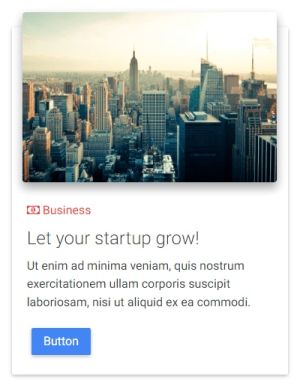 Business
Let your startup grow!
Ut enim ad minima veniam, quis nostrum
exercitationem ullam corporis suscipit
laboriosam, nisi ut aliquid ex ea commodi.
Button